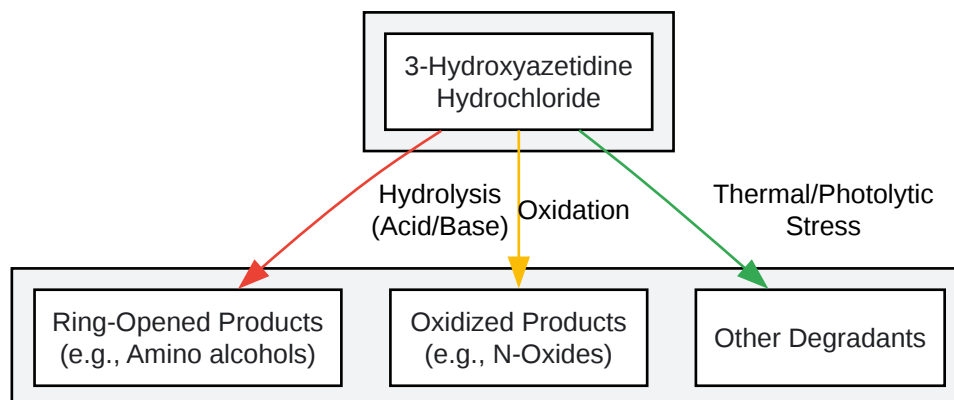 3-Hydroxyazetidine
Hydrochloride
Hydrolysis
(Acid/Base)
Oxidation
Thermal/Photolytic
Stress
Ring-Opened Products
(e.g., Amino alcohols)
Oxidized Products
(e.g., N-Oxides)
Other Degradants